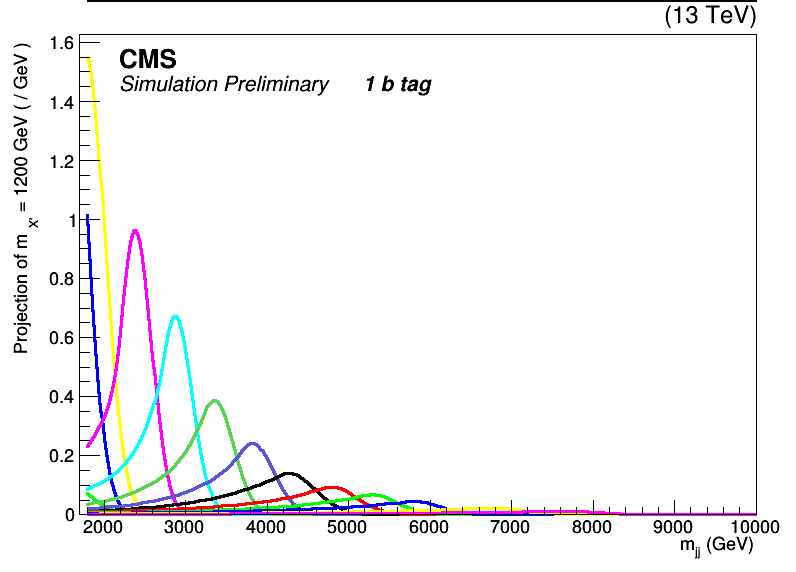 (13 TeV)
CMS
Simulation Preliminary 1 b tag
Projection of m X' = 1200 GeV ( / GeV )
1.6
1.4
1.2
1
0.8
0.6
0.4
0.2
0
2000 3000 4000 5000 6000 7000 8000 9000 10000
m jj (GeV)